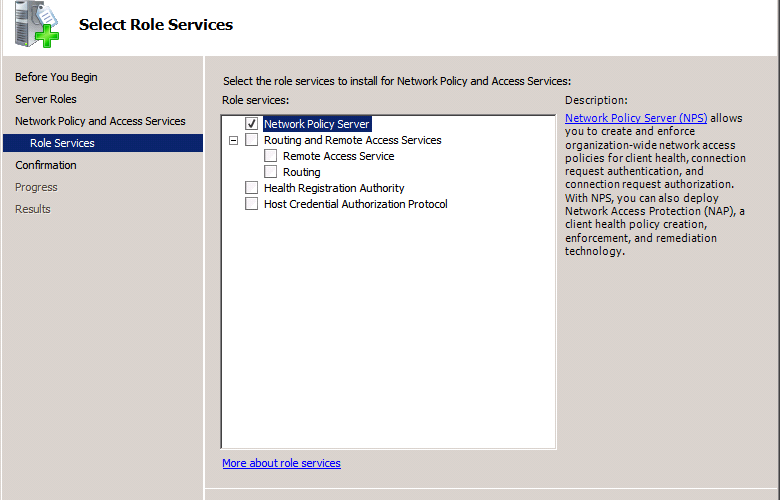 Select Role Services
Before You Begin
Server Roles
Network Policy and Access Services
Role Services
Confirmation
Progress
Results
Select the role services to install for Network Policy and Access Services:
Role services:
Network Policy Server
Routing and Remote Access Services
Remote Access Service
Routing
Health Registration Authority
Host Credential Authorization Protocol
More about role services
Description:
Network Policy Server (NPS) allows
you to create and enforce
organization-wide network access
policies for client health, connection
request authentication, and
connection request authorization.
With NPS, you can also deploy
Network Access Protection (NAP), a
client health policy creation,
enforcement, and remediation
technology.